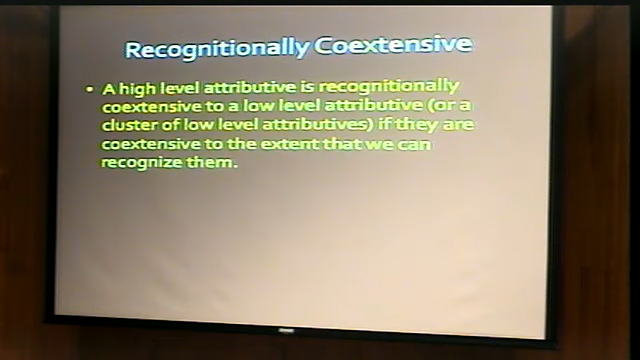 Recognitionally Coextensive
• A high level attributive is recognitionally
coextensive to a low level attributive (or a
cluster of low level attributives) if they are
coextensive to the extent that we can
recognize them.